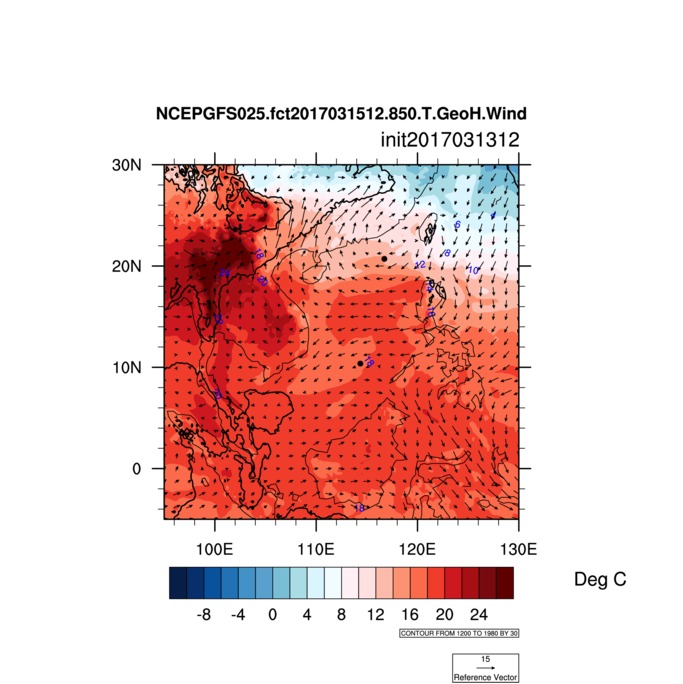 NCEPGFS025.fct2017031512.850.T.GeoH.Wind
init2017031312
30N
20N
10N
0
100E 110E 120E 130E
-8 -4 0 4 8 12 16 20 24
Deg C
CONTOUR FROM 1200 TO 1980 BY 30
15
Reference Vector